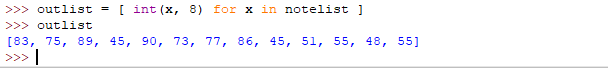 >>> outlist = [ int(x, 8) for x in notelist ]
>>> outlist
[83, 75, 89, 45, 90, 73, 77, 86, 45, 51, 55, 48, 55]
>>>